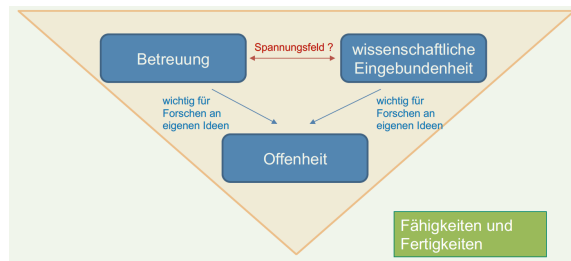 Betreuung
Spannungsfeld ?
wissenschaftliche
Eingebundenheit
wichtig für
Forschen an
eigenen Ideen
wichtig für
Forschen an
eigenen Ideen
Offenheit
Fähigkeiten und
Fertigkeiten